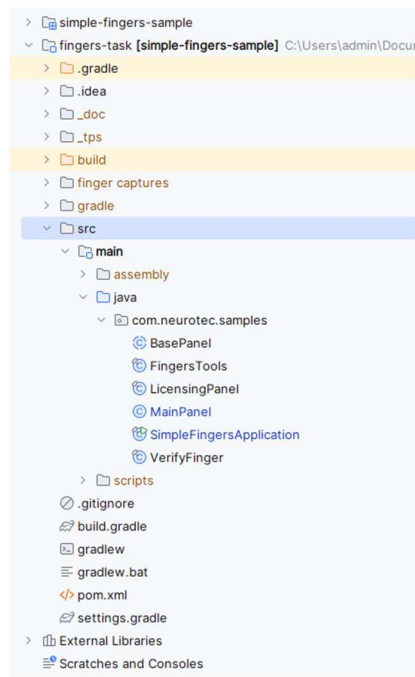 simple-fingers-sample
fingers-task [simple-fingers-sample] C:\Users\admin\Docu
.gradle
.idea
_doc
_tps
build
finger captures
gradle
src
main
assembly
java
com.neurotec.samples
BasePanel
FingersTools
LicensingPanel
MainPanel
SimpleFingersApplication
VerifyFinger
scripts
.gitignore
build.gradle
gradlew
gradlew.bat
pom.xml
settings.gradle
External Libraries
Scratches and Consoles